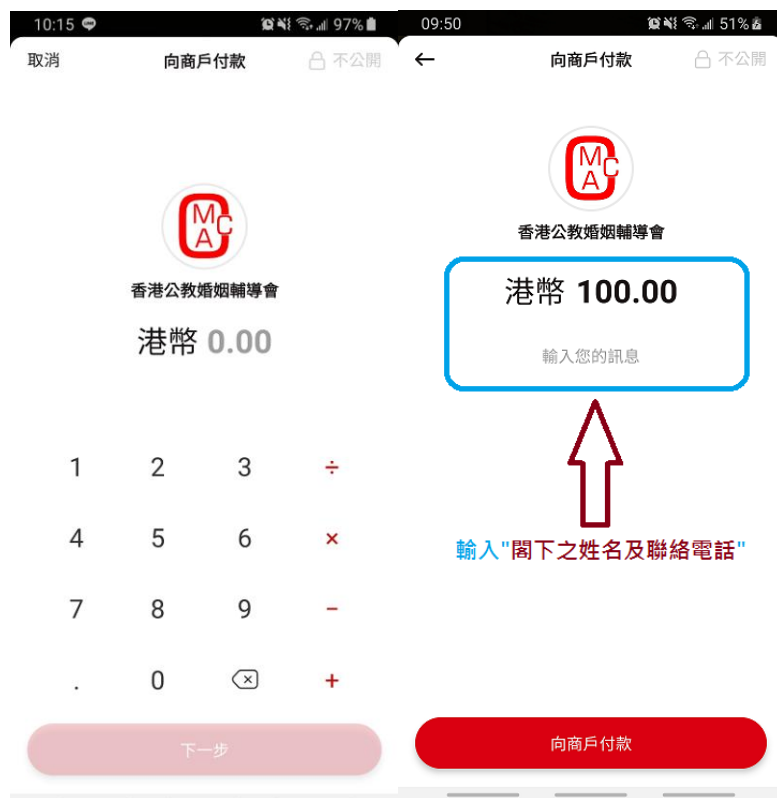 10:15
97%
取消
向商戶付款
不公開
M
C
A
香港公教婚姻輔導會
港幣 0.00
1 2 3 ÷
4 5 6 ×
7 8 9 −
. 0 +
下一步
09:50
51%
向商戶付款
不公開
M
C
A
香港公教婚姻輔導會
港幣 100.00
輸入您的訊息
輸入"閣下之姓名及聯絡電話"
向商戶付款